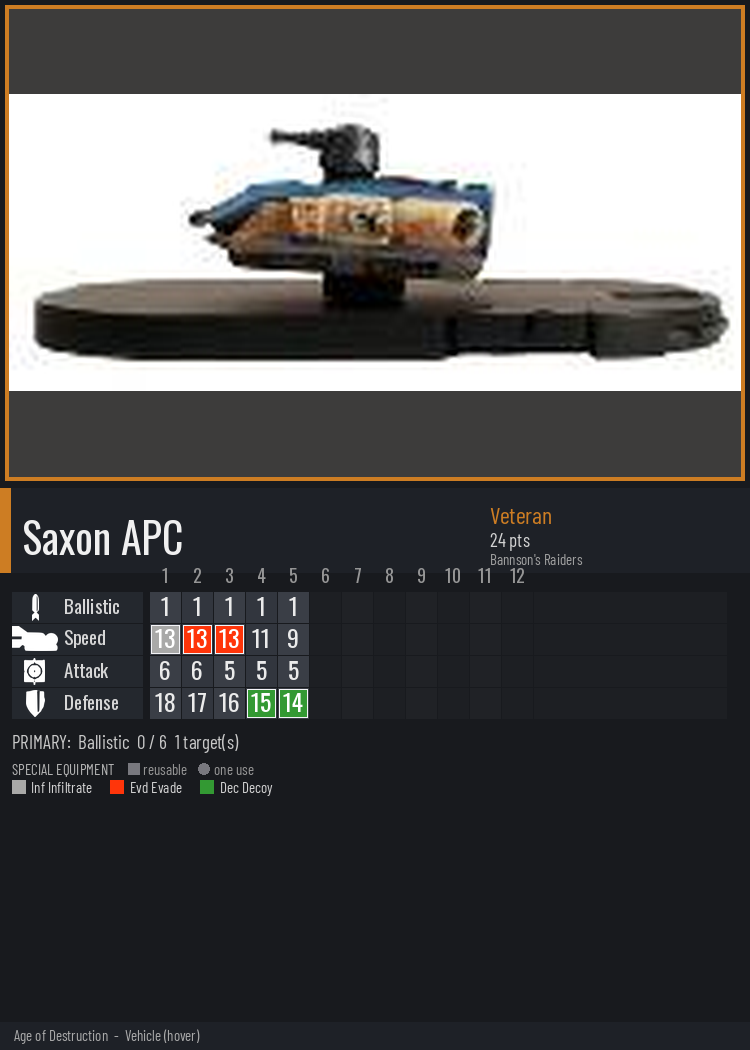 Saxon APC
Veteran
24 pts
Bannson's Raiders
1 2 3 4 5 6 7 8 9 10 11 12
Ballistic 1 1 1 1 1
Speed 13 13 13 11 9
Attack 6 6 5 5 5
Defense 18 17 16 15 14
PRIMARY: Ballistic 0 / 6 1 target(s)
SPECIAL EQUIPMENT reusable one use
Inf Infiltrate Evd Evade Dec Decoy
Age of Destruction - Vehicle (hover)